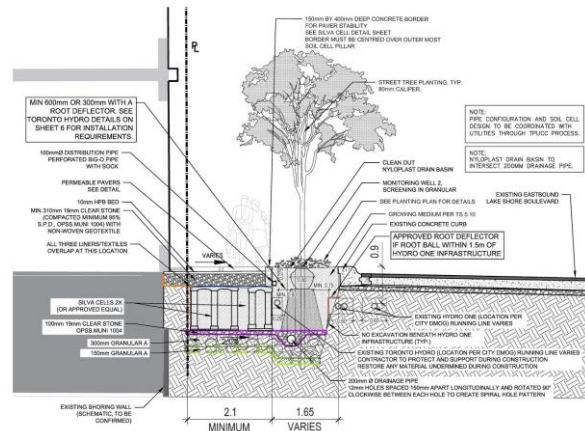 150mm BY 400mm DEEP CONCRETE BORDER
FOR PAVER STABILITY
SEE SILVA CELL DETAIL SHEET
BORDER MUST BE CENTRED OVER OUTER MOST
SOIL CELL PILLAR
PL
STREET TREE PLANTING, TYP.
80mm CALIPER.
MIN 600mm OR 300mm WITH A
ROOT DEFLECTOR. SEE
TORONTO HYDRO DETAILS ON
SHEET 6 FOR INSTALLATION
REQUIREMENTS.
NOTE:
PIPE CONFIGURATION AND SOIL CELL
DESIGN TO BE COORDINATED WITH
UTILITIES THROUGH TPUCC PROCESS.
NOTE:
NYLOPLAST DRAIN BASIN TO
INTERSECT 200MM DRAINAGE PIPE.
100mmØ DISTRIBUTION PIPE
PERFORATED BIG-O PIPE
WITH SOCK
PERMEABLE PAVERS
SEE DETAIL
10mm HPB BED
MIN.310mm 19mm CLEAR STONE
(COMPACTED MINIMUM 95%
S.P.D., OPSS.MUNI 1004) WITH
NON-WOVEN GEOTEXTILE
ALL THREE LINERS/TEXTILES
OVERLAP AT THIS LOCATION
VARIES
CLEAN OUT
NYLOPLAST DRAIN BASIN
MONITORING WELL 2,
SCREENING IN GRANULAR
SEE PLANTING PLAN FOR DETAILS
GROWING MEDIUM PER TS 5.10
EXISTING CONCRETE CURB
APPROVED ROOT DEFLECTOR
IF ROOT BALL WITHIN 1.5m OF
HYDRO ONE INFRASTRUCTURE
EXISTING EASTBOUND
LAKE SHORE BOULEVARD
0.9
SILVA CELLS 2X
(OR APPROVED EQUAL)
100mm 19mm CLEAR STONE
OPSS.MUNI 1004
300mm GRANULAR A
150mm GRANULAR A
EXISTING HYDRO ONE (LOCATION PER
CITY DMOG) RUNNING LINE VARIES
NO EXCAVATION BENEATH HYDRO ONE
INFRASTRUCTURE (TYP.)
EXISTING TORONTO HYDRO (LOCATION PER CITY DMOG) RUNNING LINE VARIES
CONTRACTOR TO PROTECT AND SUPPORT DURING CONSTRUCTION
RESTORE ANY MATERIAL UNDERMINED DURING CONSTRUCTION
200mm Ø DRAINAGE PIPE
12mm HOLES SPACED 150mm APART LONGITUDINALLY AND ROTATED 90°
CLOCKWISE BETWEEN EACH HOLE TO CREATE SPIRAL HOLE PATTERN
EXISTING SHORING WALL
(SCHEMATIC, TO BE
CONFIRMED)
2.1
MINIMUM
1.65
VARIES